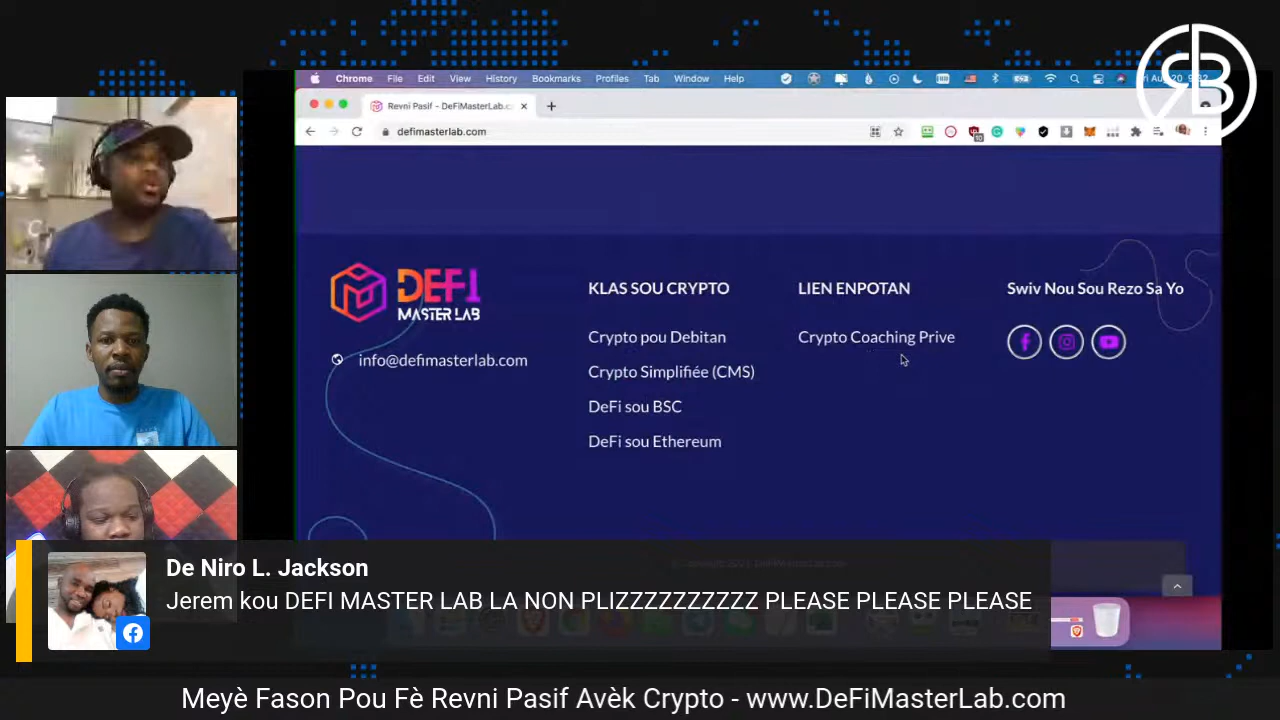 Chrome File Edit View History Bookmarks Profiles Tab Window Help
Revni Pasif - DeFiMasterLab.c
defimasterlab.com
DEFI
MASTER LAB
info@defimasterlab.com
KLAS SOU CRYPTO
Crypto pou Debitan
Crypto Simplifiée (CMS)
DeFi sou BSC
DeFi sou Ethereum
LIEN ENPOTAN
Crypto Coaching Prive
Swiv Nou Sou Rezo Sa Yo
De Niro L. Jackson
Jerem kou DEFI MASTER LAB LA NON PLIZZZZZZZZZZ PLEASE PLEASE PLEASE
Meyè Fason Pou Fè Revni Pasif Avèk Crypto - www.DeFiMasterLab.com